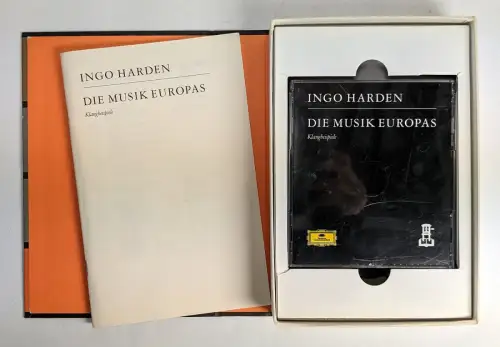 INGO HARDEN
DIE MUSIK EUROPAS
Klangbeispiele
INGO HARDEN
DIE MUSIK EUROPAS
Klangbeispiele